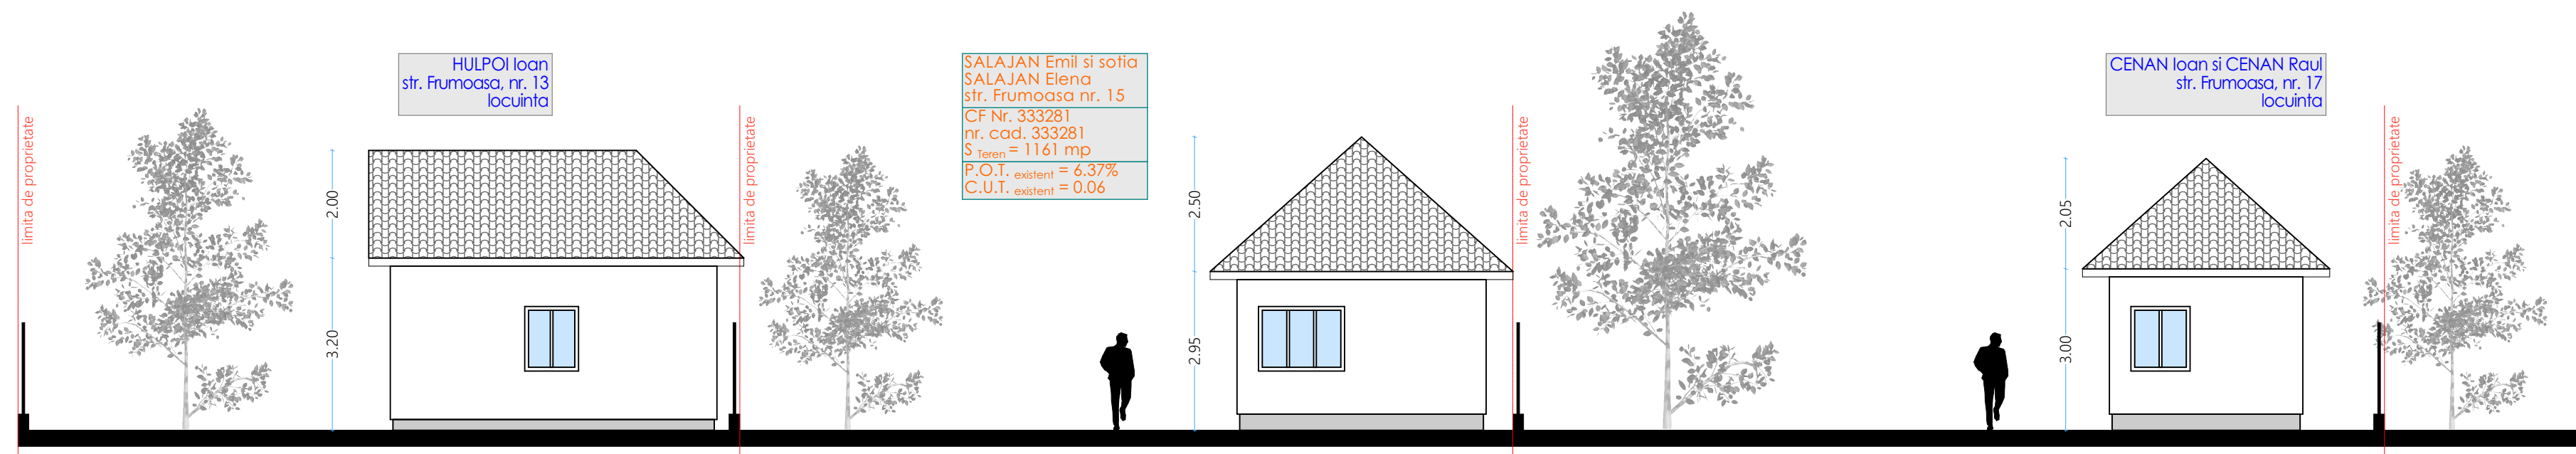 HULPOI Ioan
str. Frumoasa, nr. 13
locuinta
SALAJAN Emil si sotia
SALAJAN Elena
str. Frumoasa nr. 15
CF Nr. 333281
nr. cad. 333281
S Teren = 1161 mp
P.O.T. existent = 6.37%
C.U.T. existent = 0.06
CENAN Ioan si CENAN Raul
str. Frumoasa, nr. 17
locuinta
limita de proprietate
2.00
3.20
limita de proprietate
2.50
2.95
limita de proprietate
2.05
3.00
limita de proprietate